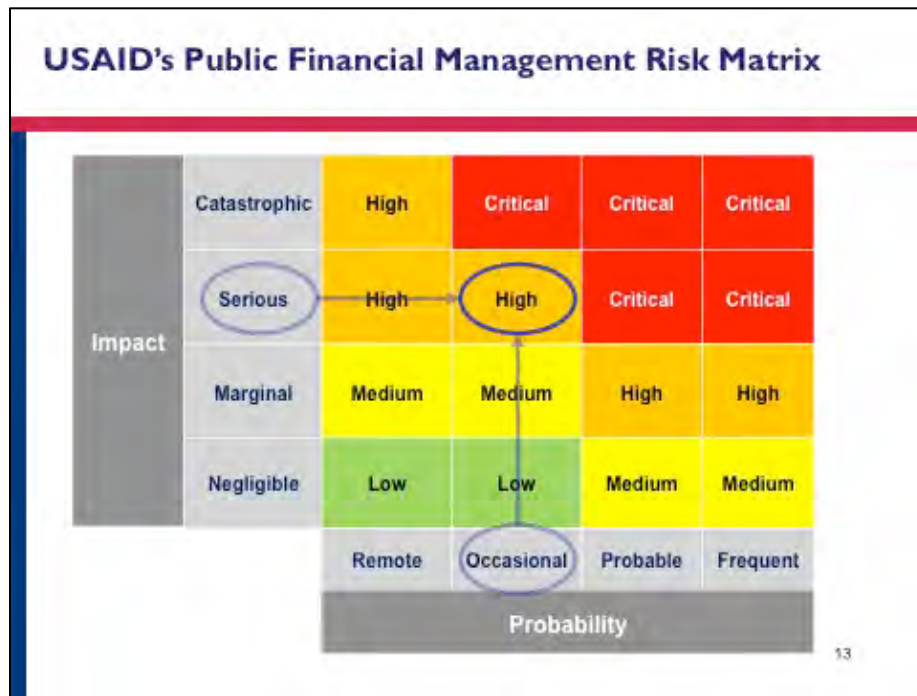 USAID's Public Financial Management Risk Matrix
Catastrophic High Critical Critical Critical
Serious High High Critical Critical
Impact
Marginal Medium Medium High High
Negligible Low Low Medium Medium
Remote Occasional Probable Frequent
Probability
13